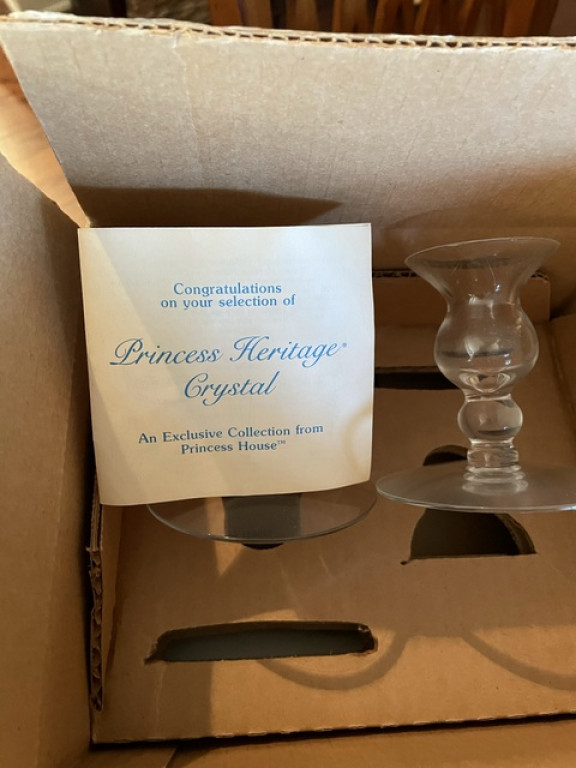 Congratulations
on your selection of
Princess Heritage®
Crystal
An Exclusive Collection from
Princess House™